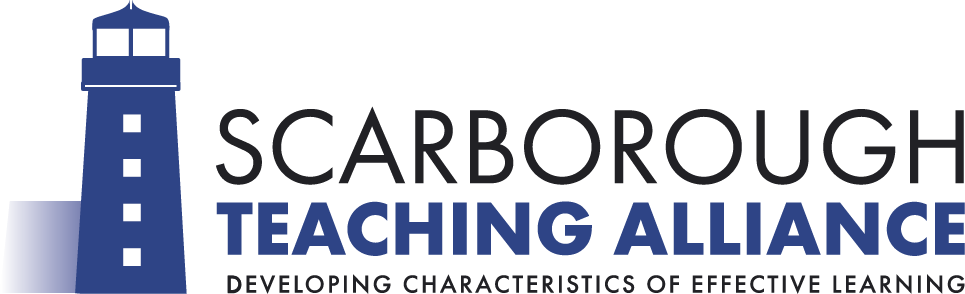 SCARBOROUGH
TEACHING ALLIANCE
DEVELOPING CHARACTERISTICS OF EFFECTIVE LEARNING